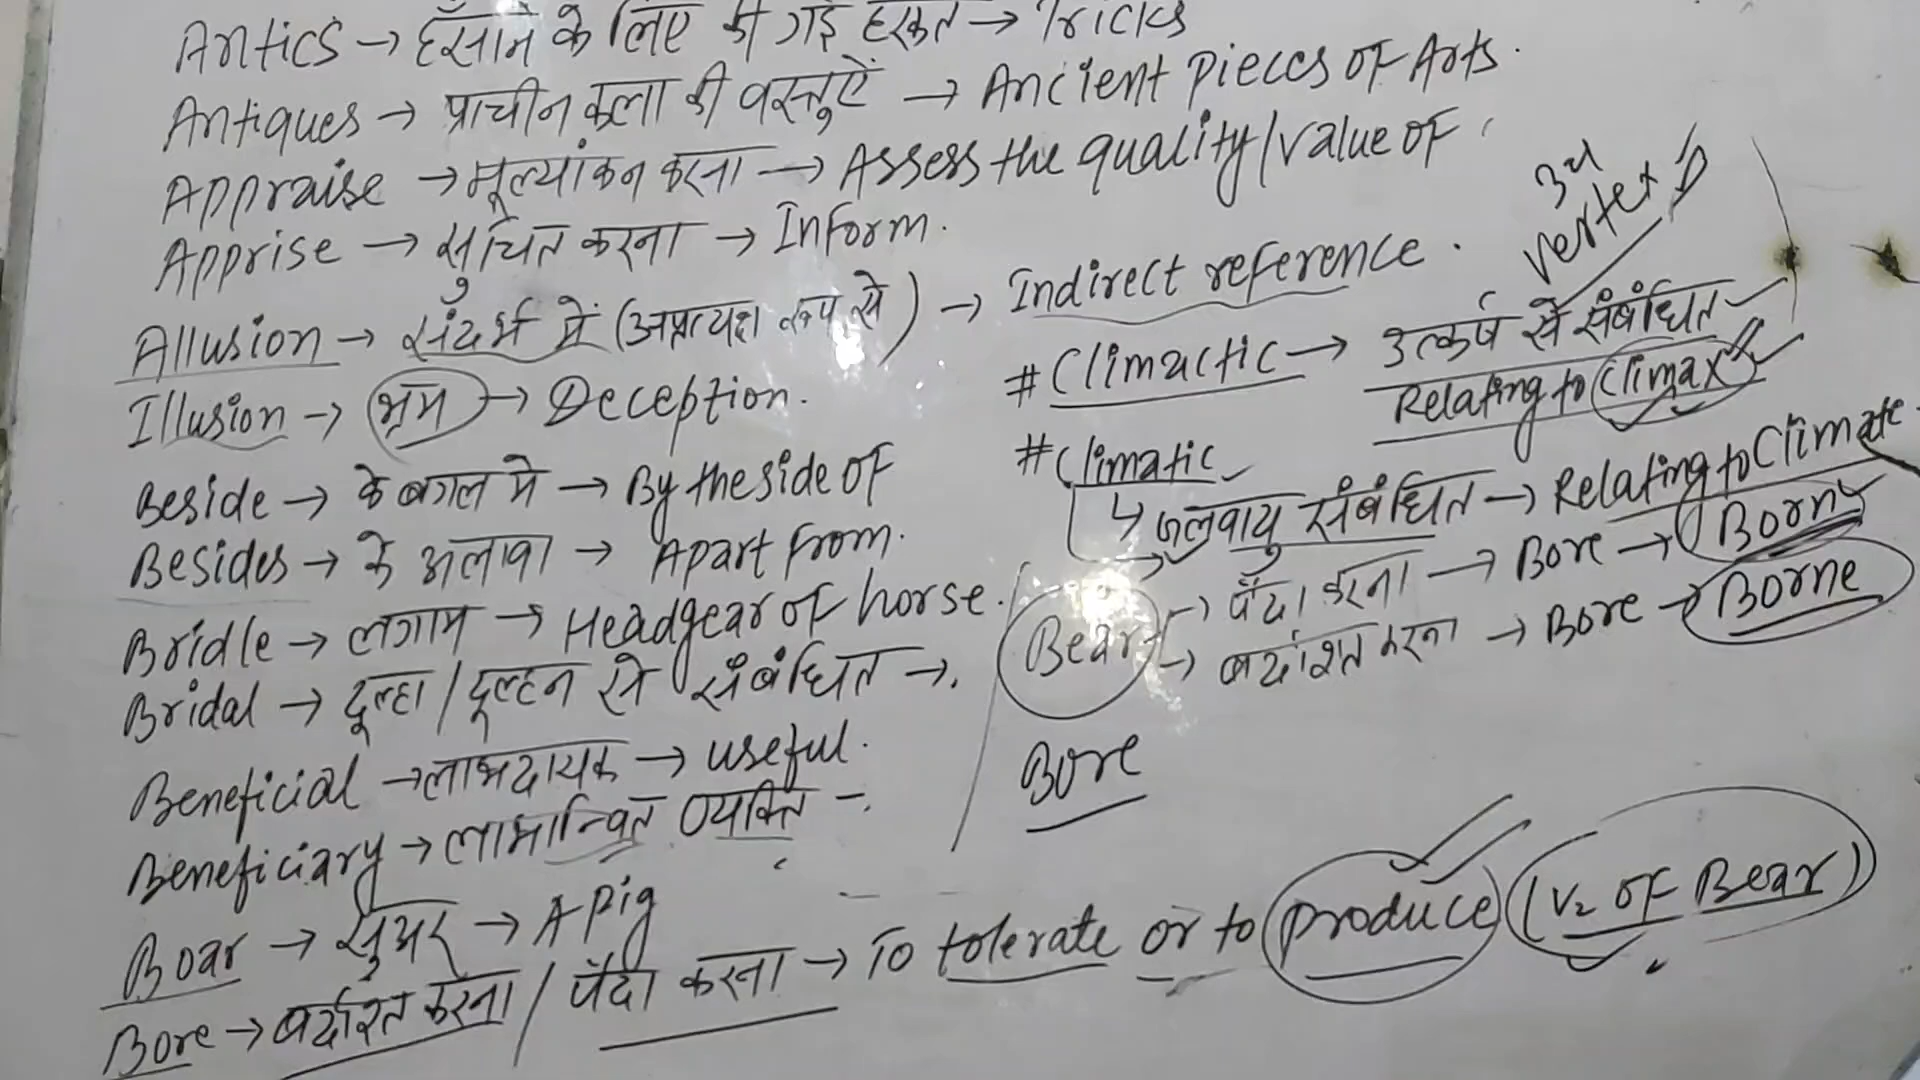 Antics → हँसाने के लिए की गई हरकत → Tricks
Antiques → प्राचीन कला की वस्तुऐं → Ancient pieces of Arts.
Appraise → मूल्यांकन करना → Assess the quality/value of
Apprise → सुचित करना → Inform.
Allusion → संदर्भ में (अप्रत्यक्ष रूप से) → Indirect reference.
Illusion → भ्रम → Deception.
Beside → के बगल मे → By the side of
Besides → के अलावा → Apart from.
Bridle → लगाम → Headgear of horse.
Bridal → दूल्हा/दूल्हन से संबंधित →.
Beneficial → लाभदायक → useful.
Beneficiary → लाभान्वित व्यक्ति -.
Boar → सुअर → A pig
Bore → बर्दाश्त करना / पैदा करना → To tolerate or to produce (V₂ of Bear)
3rd
vertex
# Climactic → उत्कर्ष से संबंधित
Relating to Climax
# Climatic
↳ जलवायु संबंधित → Relating to Climate
Bear → पैदा करना → Bore → Born
→ बर्दाशत करना → Bore → Borne
Bore